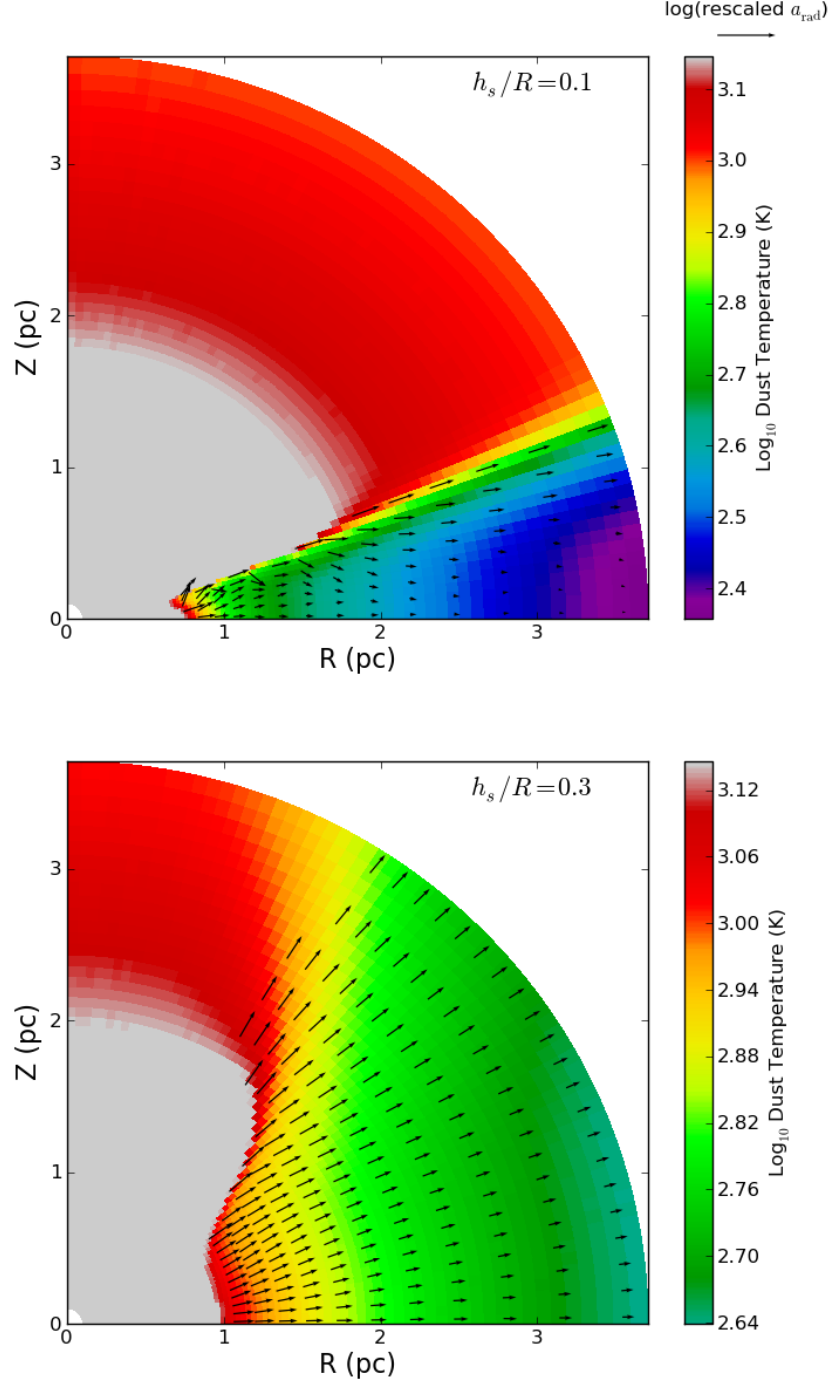 log(rescaled a_rad)
h_s/R=0.1
3.1
3.0
2.9
2.8
2.7
2.6
2.5
2.4
Log₁₀ Dust Temperature (K)
3
2
1
0
Z (pc)
0 1 2 3
R (pc)
h_s/R=0.3
3.12
3.06
3.00
2.94
2.88
2.82
2.76
2.70
2.64
Log₁₀ Dust Temperature (K)
3
2
1
0
Z (pc)
0 1 2 3
R (pc)